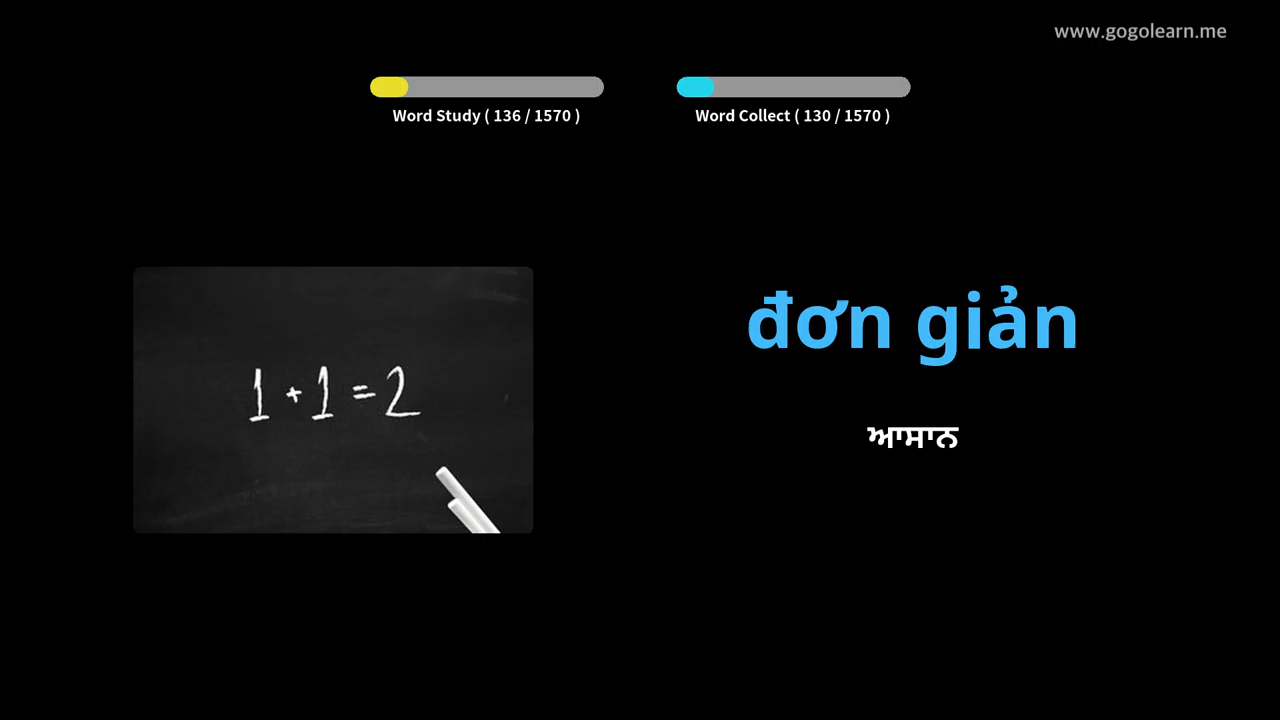 www.gogolearn.me
Word Study ( 136 / 1570 )
Word Collect ( 130 / 1570 )
1 + 1 = 2
đơn giản
ਆਸਾਨ